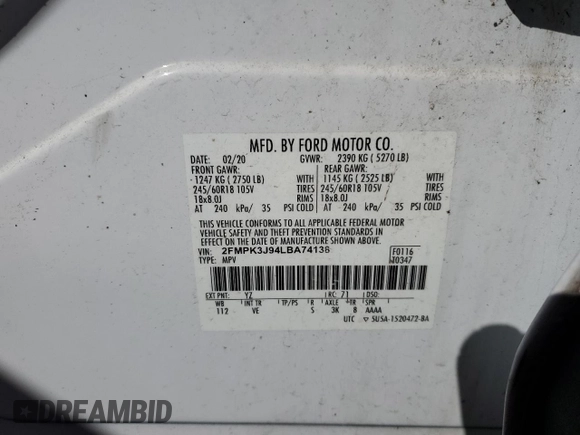 MFD. BY FORD MOTOR CO.
DATE: 02/20 GVWR: 2390 KG ( 5270 LB)
FRONT GAWR: REAR GAWR:
1247 KG ( 2750 LB) WITH 1145 KG ( 2525 LB) WITH
245/60R18 105V TIRES 245/60R18 105V TIRES
18x8.0J RIMS 18x8.0J RIMS
AT 240 kPa/ 35 PSI COLD AT 240 kPa/ 35 PSI COLD
THIS VEHICLE CONFORMS TO ALL APPLICABLE FEDERAL MOTOR
VEHICLE SAFETY AND THEFT PREVENTION STANDARDS IN EFFECT
ON THE DATE OF MANUFACTURE SHOWN ABOVE.
VIN: 2FMPK3J94LBA74136 F0116
TYPE: MPV T0347
EXT PNT: YZ RC: 71 DSO:
WB INT TR TP/PS R AXLE TR SPR
112 VE S 3K 8 AAAA
UTC ▽ 5U5A-1520472-BA
DREAMBID